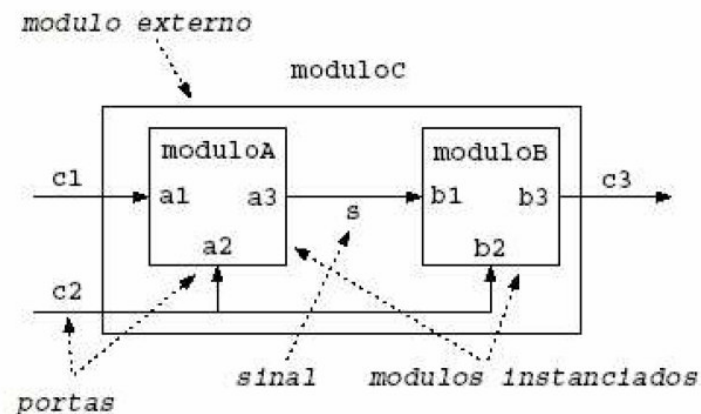 modulo externo
moduloC
moduloA
moduloB
c1
a1
a3
s
b1
b3
c3
a2
b2
c2
sinal
modulos instanciados
portas